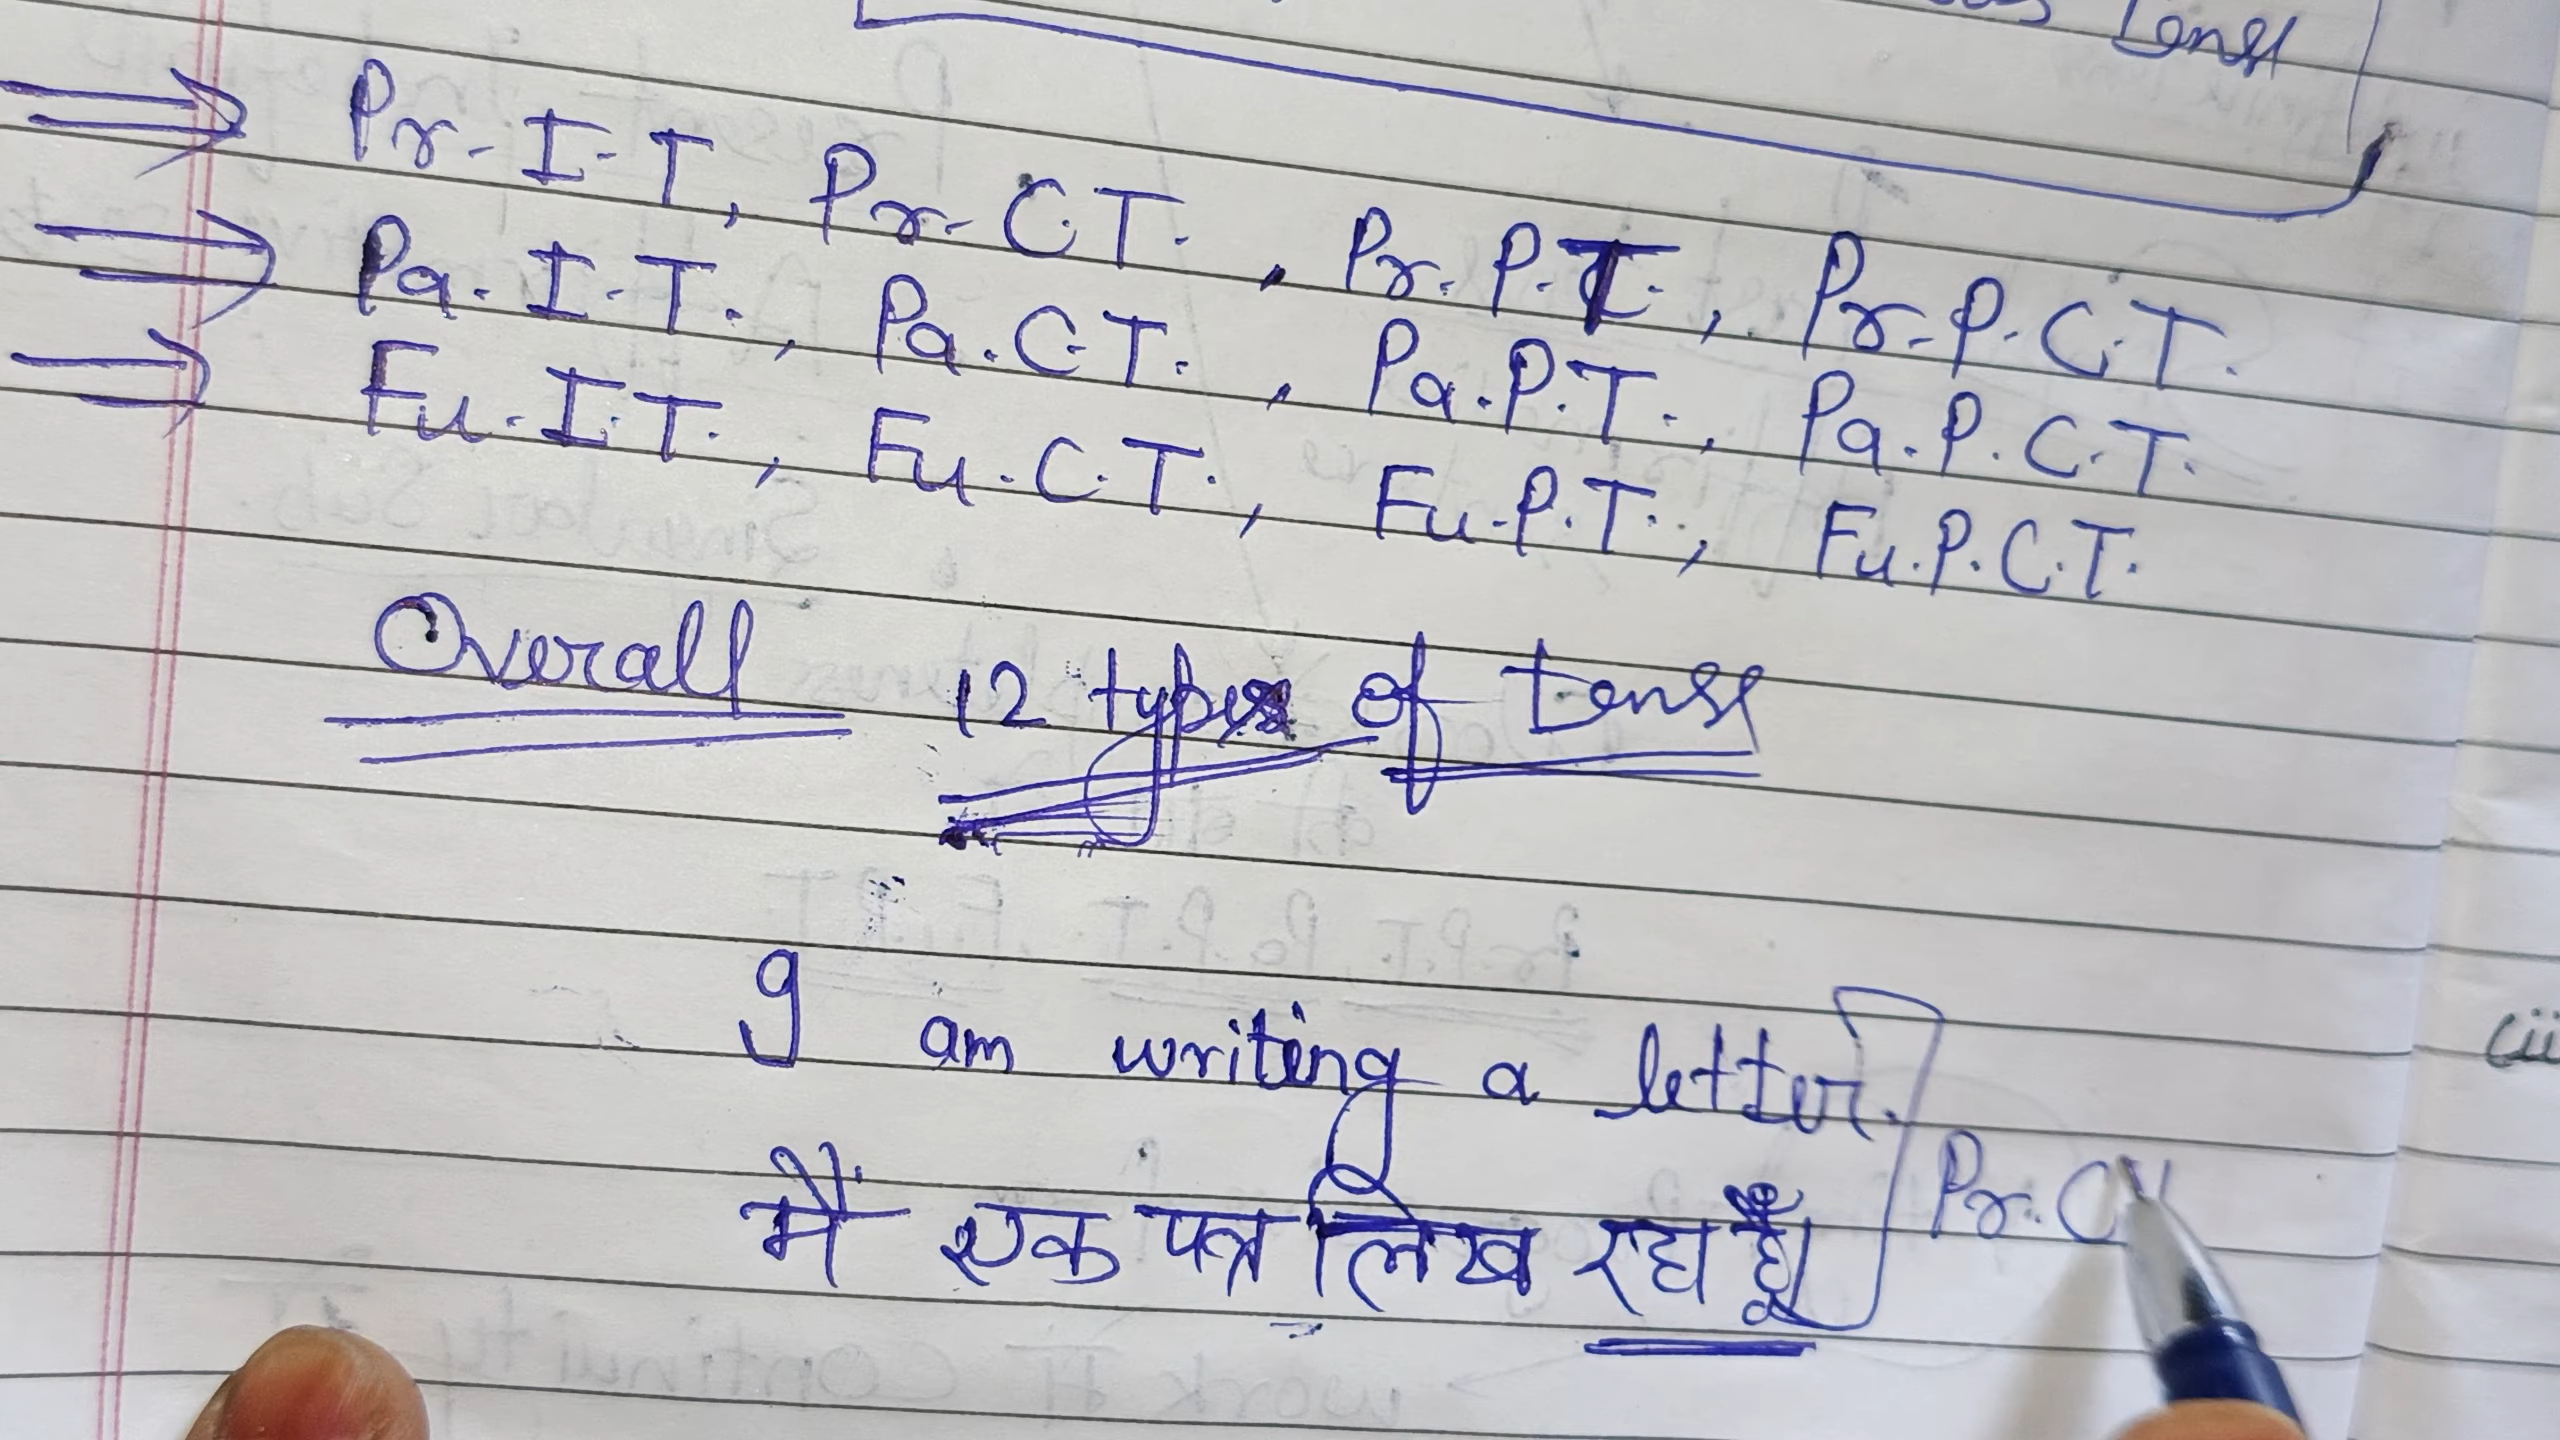 Tense
Pr. I. T, Pr. C. T. , Pr. P. T. , Pr. P. C. T.
Pa. I. T. , Pa. C. T. , Pa. P. T. , Pa. P. C. T.
Fu. I. T. , Fu. C. T. , Fu. P. T. , Fu. P. C. T.
Overall 12 types of tense
I am writing a letter.
मैं एक पत्र लिख रहा हूँ
Pr. C